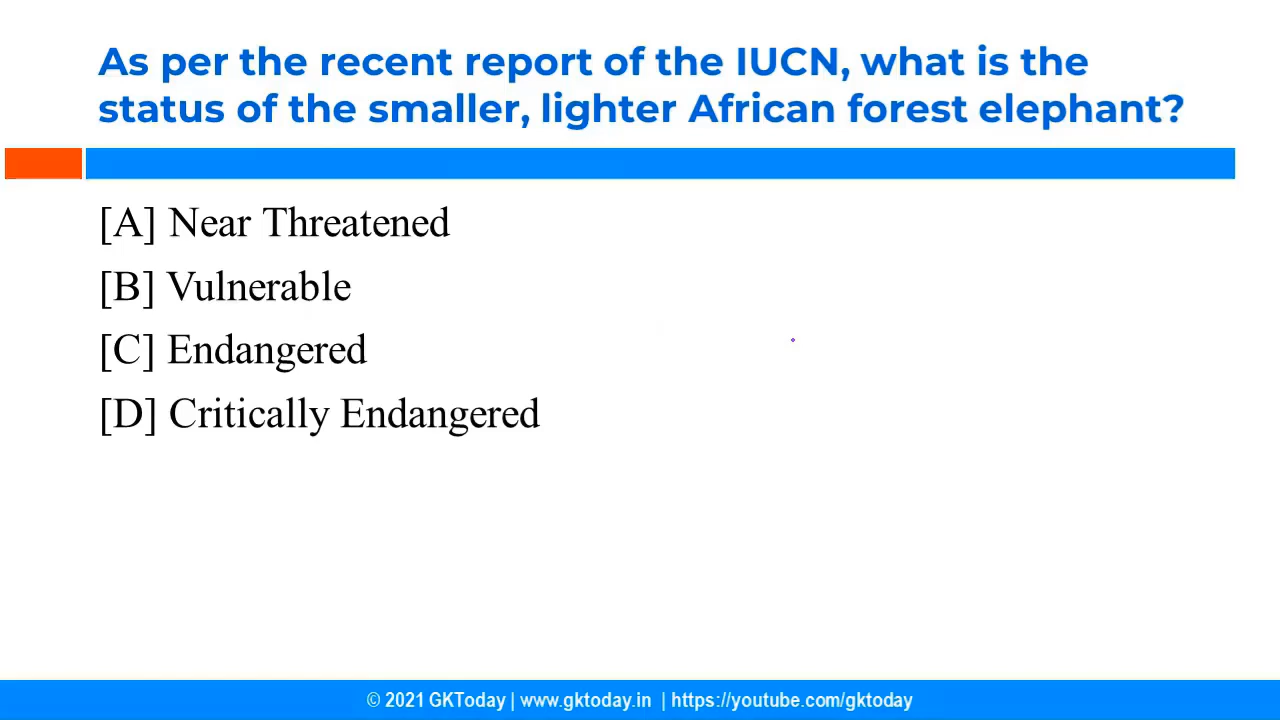 As per the recent report of the IUCN, what is the
status of the smaller, lighter African forest elephant?
[A] Near Threatened
[B] Vulnerable
[C] Endangered
[D] Critically Endangered
© 2021 GKToday | www.gktoday.in | https://youtube.com/gktoday